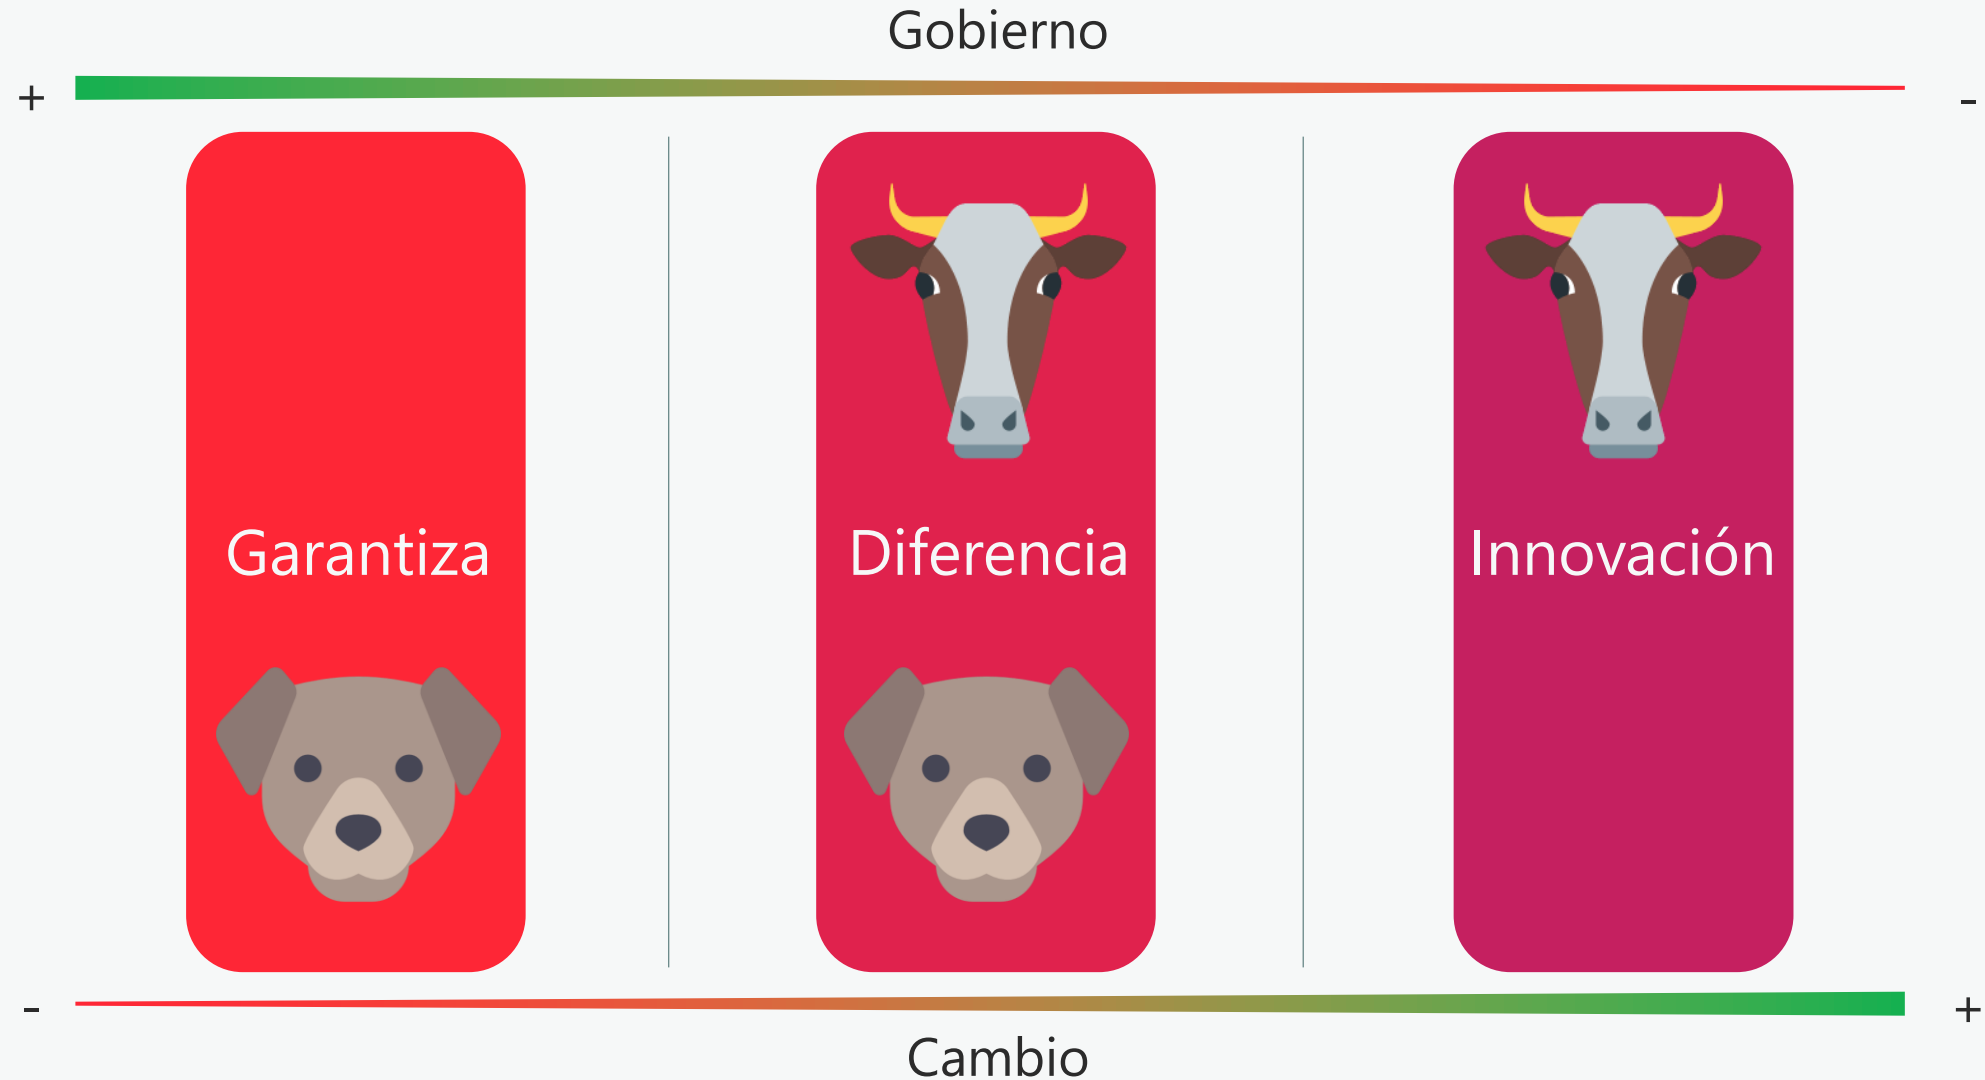 Gobierno
+ -
Garantiza Diferencia Innovación
- +
Cambio